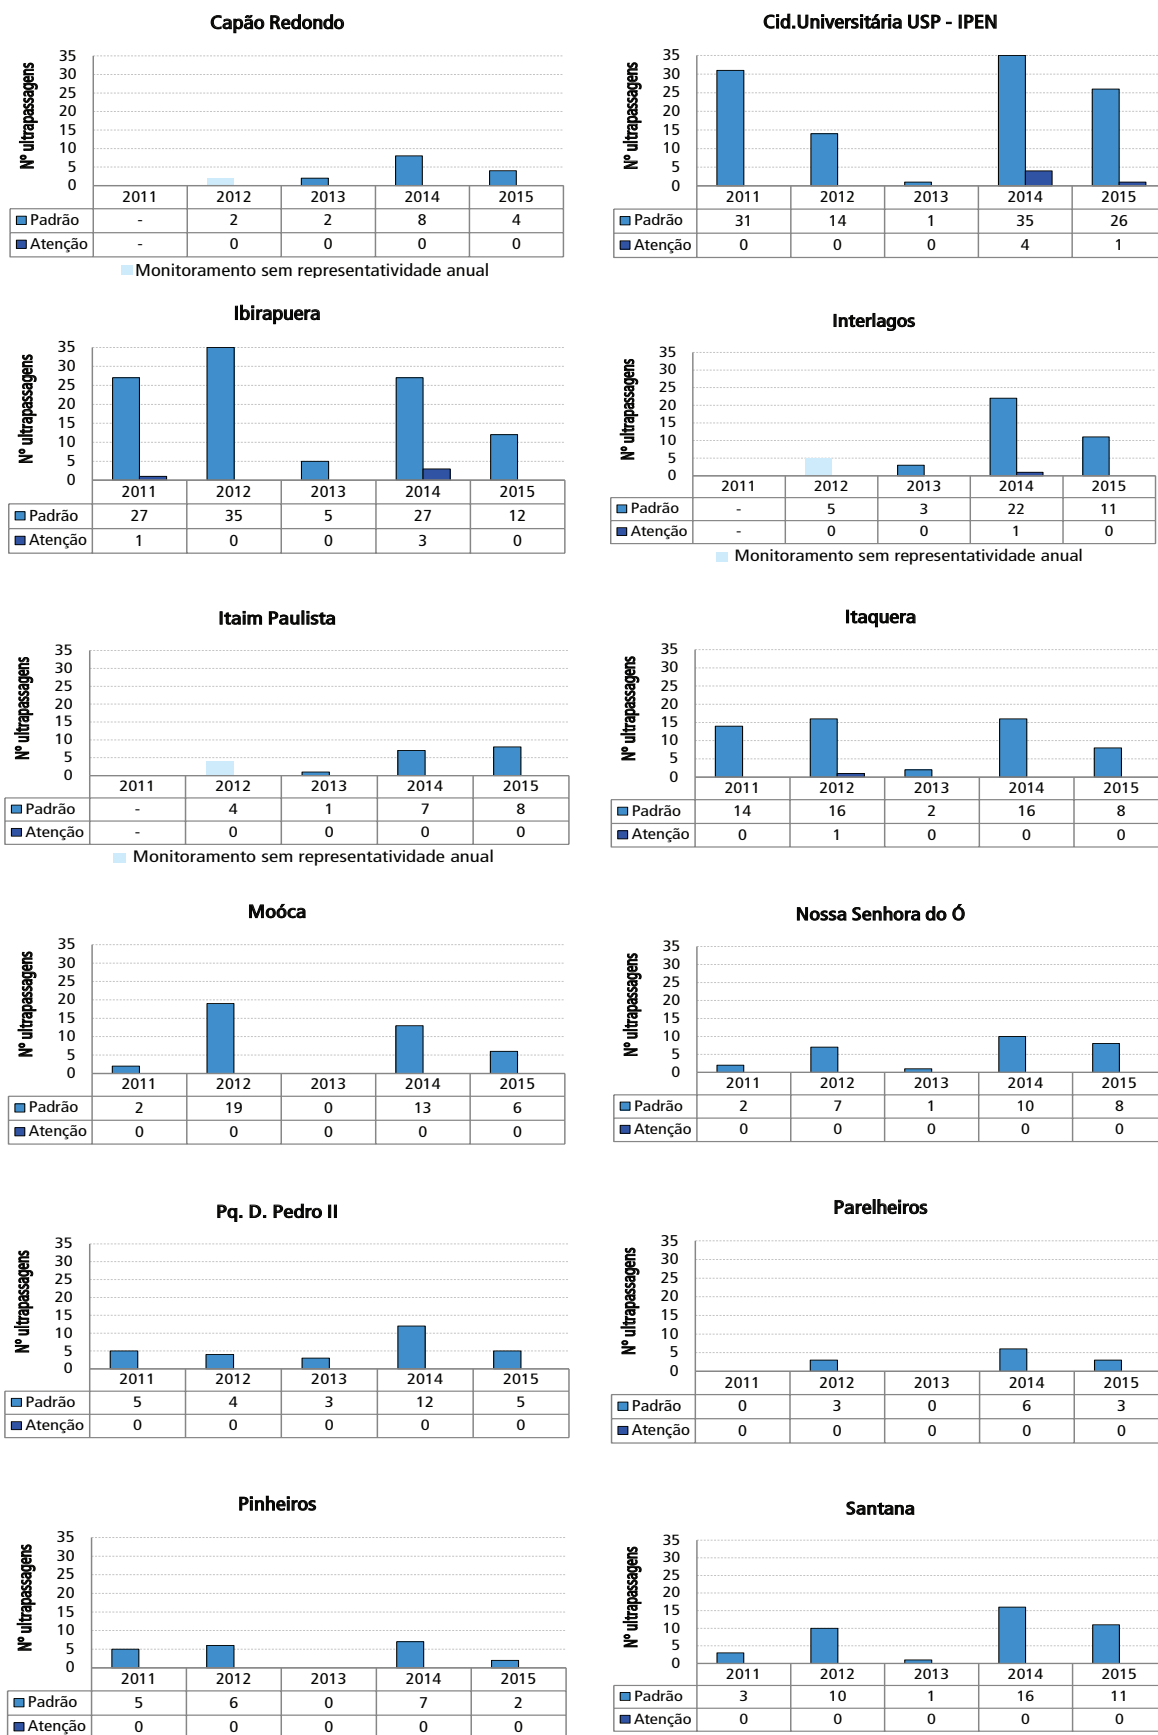 Capão Redondo
Nº ultrapassagens
35
30
25
20
15
10
5
0
2011 2012 2013 2014 2015
Padrão - 2 2 8 4
Atenção - 0 0 0 0
Monitoramento sem representatividade anual
Cid.Universitária USP - IPEN
Nº ultrapassagens
35
30
25
20
15
10
5
0
2011 2012 2013 2014 2015
Padrão 31 14 1 35 26
Atenção 0 0 0 4 1
Ibirapuera
Nº ultrapassagens
35
30
25
20
15
10
5
0
2011 2012 2013 2014 2015
Padrão 27 35 5 27 12
Atenção 1 0 0 3 0
Interlagos
Nº ultrapassagens
35
30
25
20
15
10
5
0
2011 2012 2013 2014 2015
Padrão - 5 3 22 11
Atenção - 0 0 1 0
Monitoramento sem representatividade anual
Itaim Paulista
Nº ultrapassagens
35
30
25
20
15
10
5
0
2011 2012 2013 2014 2015
Padrão - 4 1 7 8
Atenção - 0 0 0 0
Monitoramento sem representatividade anual
Itaquera
Nº ultrapassagens
35
30
25
20
15
10
5
0
2011 2012 2013 2014 2015
Padrão 14 16 2 16 8
Atenção 0 1 0 0 0
Moóca
Nº ultrapassagens
35
30
25
20
15
10
5
0
2011 2012 2013 2014 2015
Padrão 2 19 0 13 6
Atenção 0 0 0 0 0
Nossa Senhora do Ó
Nº ultrapassagens
35
30
25
20
15
10
5
0
2011 2012 2013 2014 2015
Padrão 2 7 1 10 8
Atenção 0 0 0 0 0
Pq. D. Pedro II
Nº ultrapassagens
35
30
25
20
15
10
5
0
2011 2012 2013 2014 2015
Padrão 5 4 3 12 5
Atenção 0 0 0 0 0
Parelheiros
Nº ultrapassagens
35
30
25
20
15
10
5
0
2011 2012 2013 2014 2015
Padrão 0 3 0 6 3
Atenção 0 0 0 0 0
Pinheiros
Nº ultrapassagens
35
30
25
20
15
10
5
0
2011 2012 2013 2014 2015
Padrão 5 6 0 7 2
Atenção 0 0 0 0 0
Santana
Nº ultrapassagens
35
30
25
20
15
10
5
0
2011 2012 2013 2014 2015
Padrão 3 10 1 16 11
Atenção 0 0 0 0 0